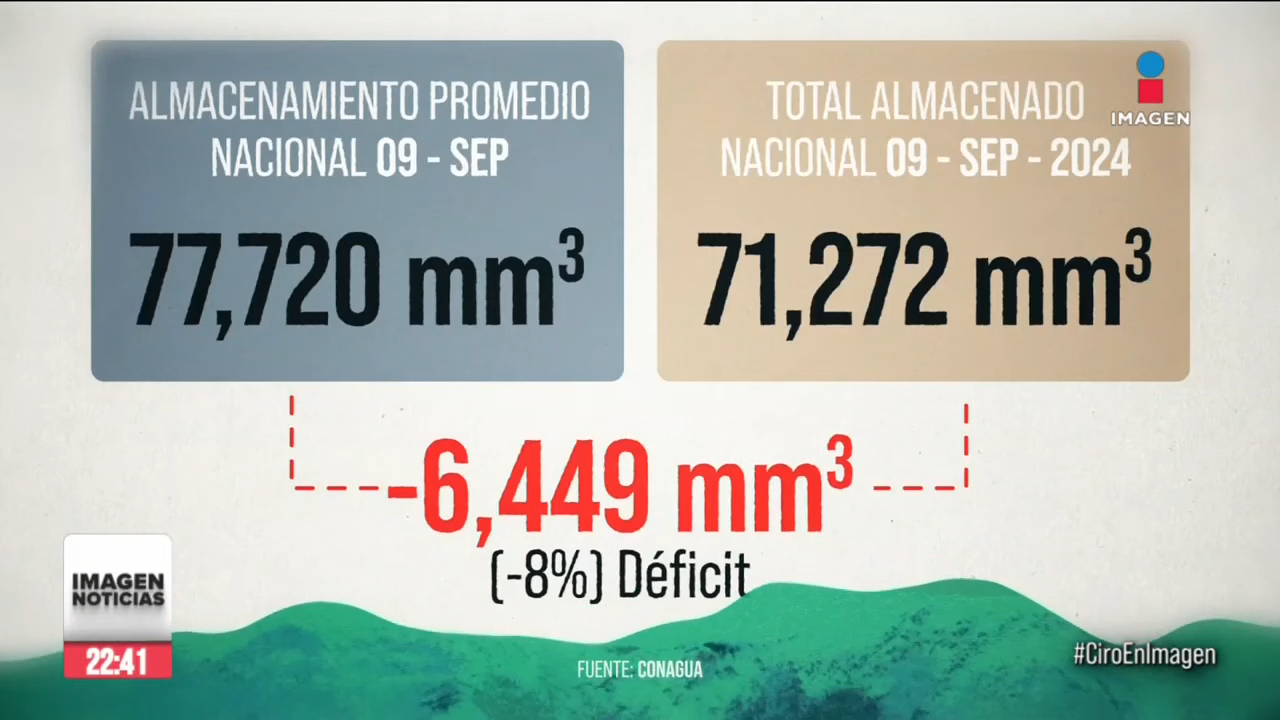 ALMACENAMIENTO PROMEDIO
NACIONAL 09 - SEP
77,720 mm³
TOTAL ALMACENADO
NACIONAL 09 - SEP - 2024
71,272 mm³
IMAGEN
-6,449 mm³
(-8%) Déficit
IMAGEN
NOTICIAS
22:41
FUENTE: CONAGUA
#CiroEnImagen